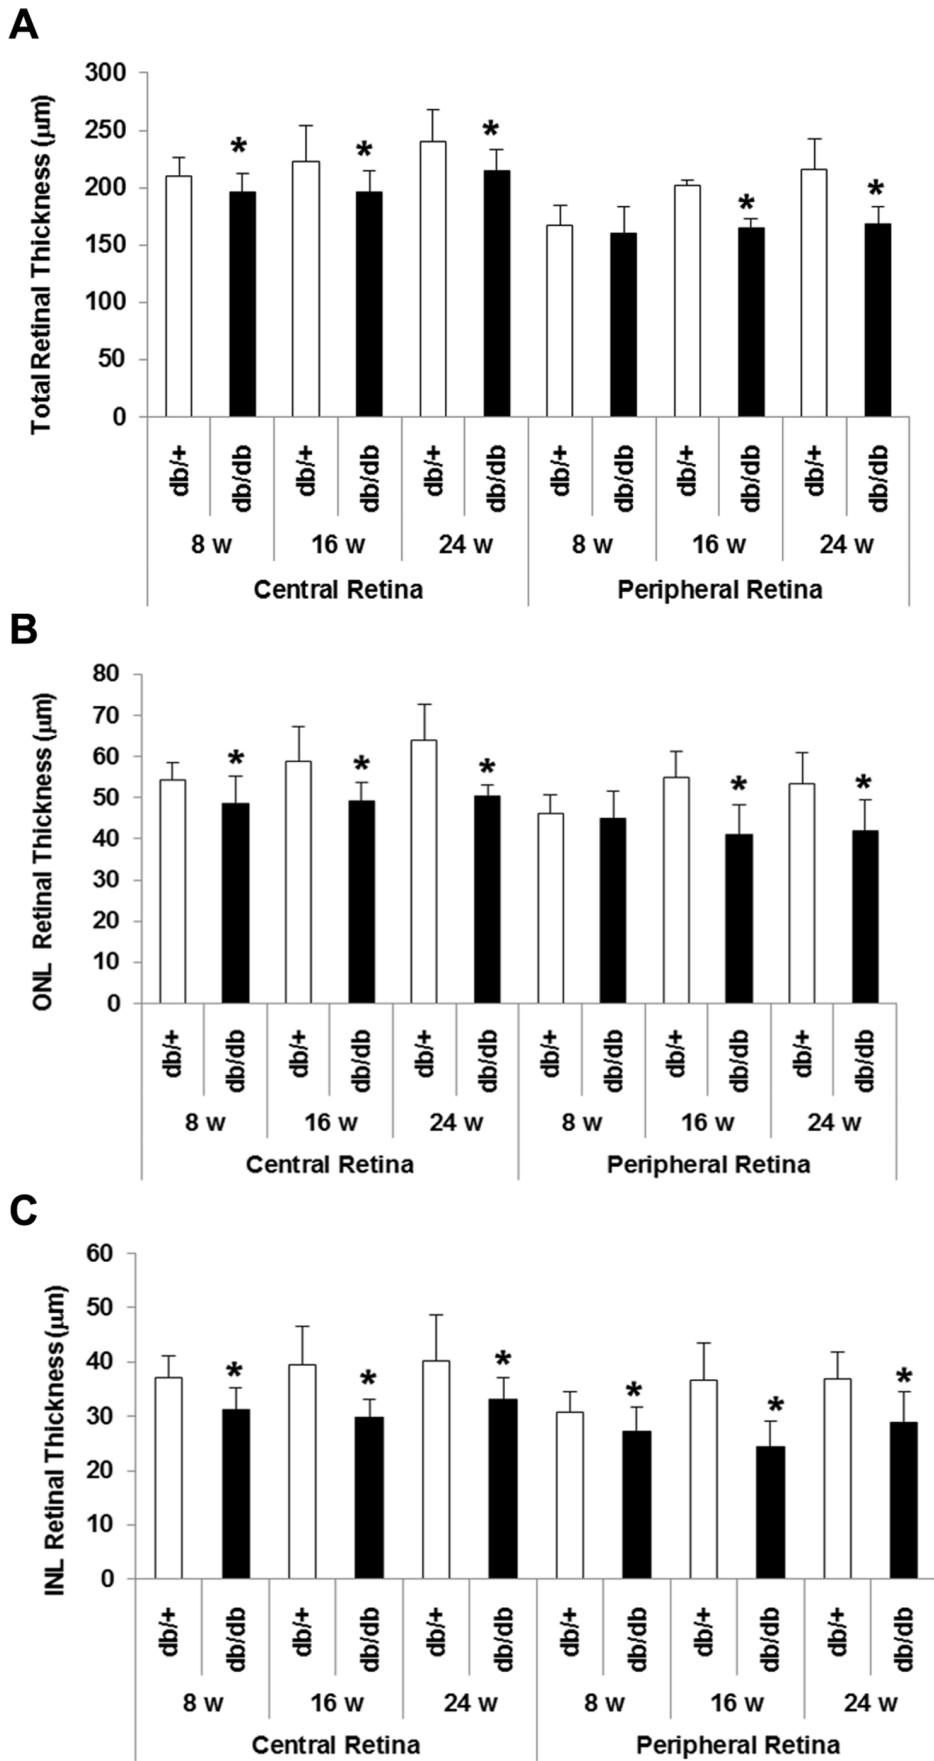 A
Total Retinal Thickness (μm)
300
250
200
150
100
50
0
*
*
*
*
*
db/+
db/db
db/+
db/db
db/+
db/db
db/+
db/db
db/+
db/db
db/+
db/db
8 w
16 w
24 w
8 w
16 w
24 w
Central Retina
Peripheral Retina
B
ONL Retinal Thickness (μm)
80
70
60
50
40
30
20
10
0
*
*
*
*
*
db/+
db/db
db/+
db/db
db/+
db/db
db/+
db/db
db/+
db/db
db/+
db/db
8 w
16 w
24 w
8 w
16 w
24 w
Central Retina
Peripheral Retina
C
INL Retinal Thickness (μm)
60
50
40
30
20
10
0
*
*
*
*
*
*
db/+
db/db
db/+
db/db
db/+
db/db
db/+
db/db
db/+
db/db
db/+
db/db
8 w
16 w
24 w
8 w
16 w
24 w
Central Retina
Peripheral Retina